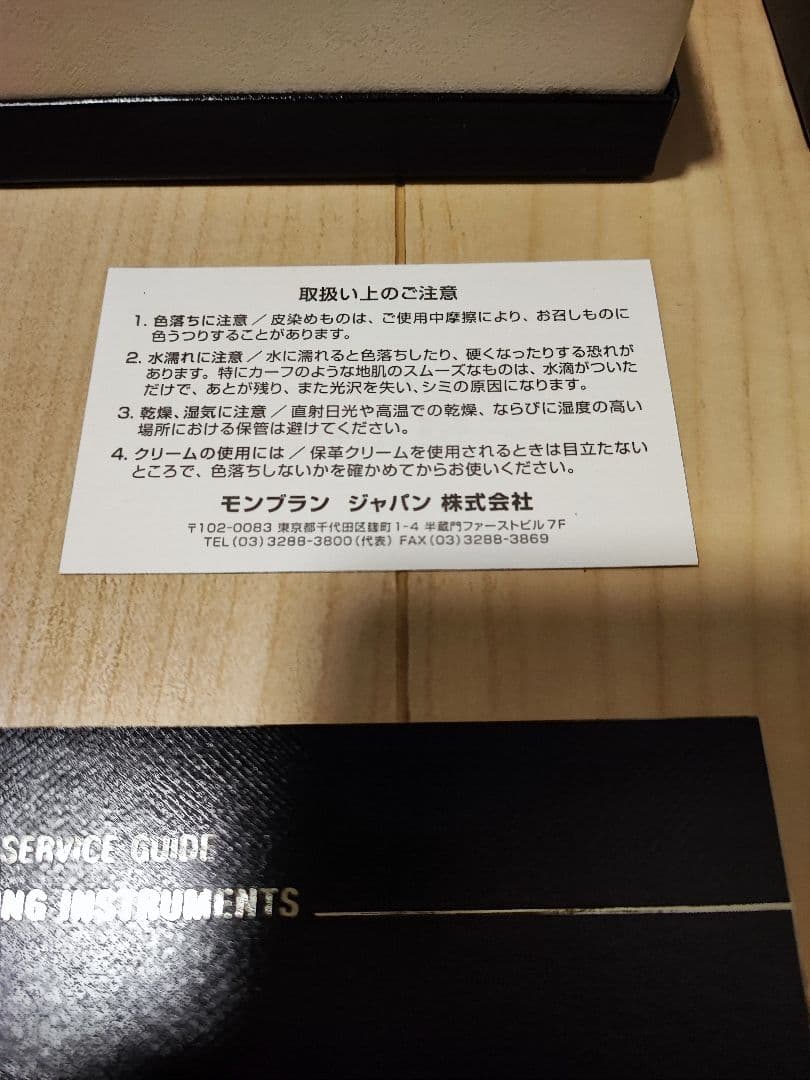 取扱い上のご注意
1. 色落ちに注意／皮染めものは、ご使用中摩擦により、お召しものに
色うつりすることがあります。
2. 水濡れに注意／水に濡れると色落ちしたり、硬くなったりする恐れが
あります。特にカーフのような地肌のスムーズなものは、水滴がついた
だけで、あとが残り、また光沢を失い、シミの原因になります。
3. 乾燥、湿気に注意／直射日光や高温での乾燥、ならびに湿度の高い
場所における保管は避けてください。
4. クリームの使用には／保革クリームを使用されるときは目立たない
ところで、色落ちしないかを確かめてからお使いください。
モンブラン ジャパン 株式会社
〒102-0083 東京都千代田区麹町1-4 半蔵門ファーストビル7F
TEL(03)3288-3800(代表) FAX(03)3288-3869
SERVICE GUIDE
NG INSTRUMENTS